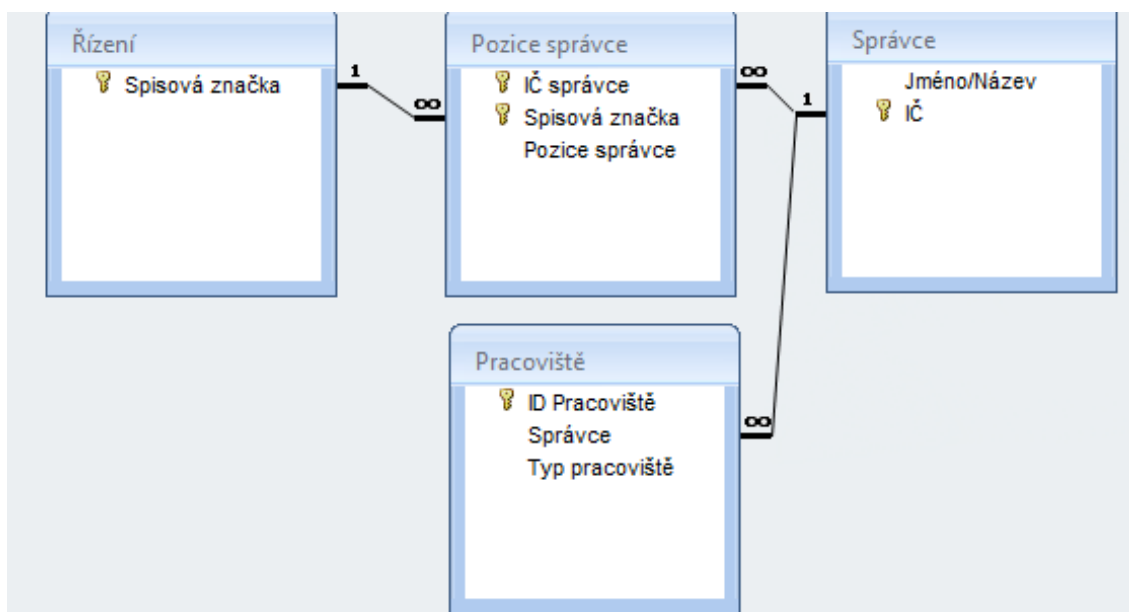 Řízení
Spisová značka
1
∞
Pozice správce
IČ správce
Spisová značka
Pozice správce
∞
1
Správce
Jméno/Název
IČ
Pracoviště
ID Pracoviště
Správce
Typ pracoviště
∞